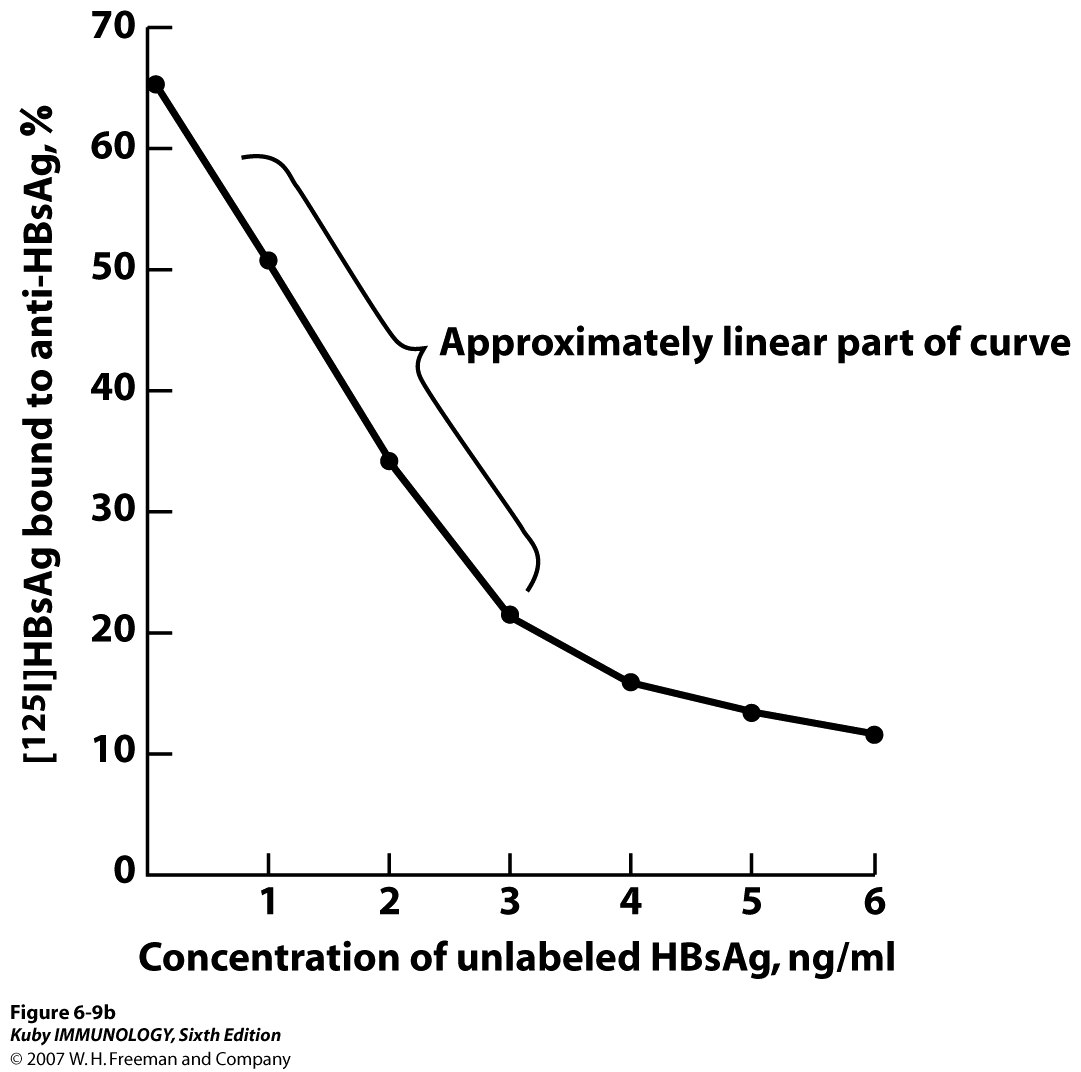 70
60
50
40
30
20
10
0
[125I]HBsAg bound to anti-HBsAg, %
Approximately linear part of curve
1 2 3 4 5 6
Concentration of unlabeled HBsAg, ng/ml
Figure 6-9b
Kuby IMMUNOLOGY, Sixth Edition
© 2007 W. H. Freeman and Company